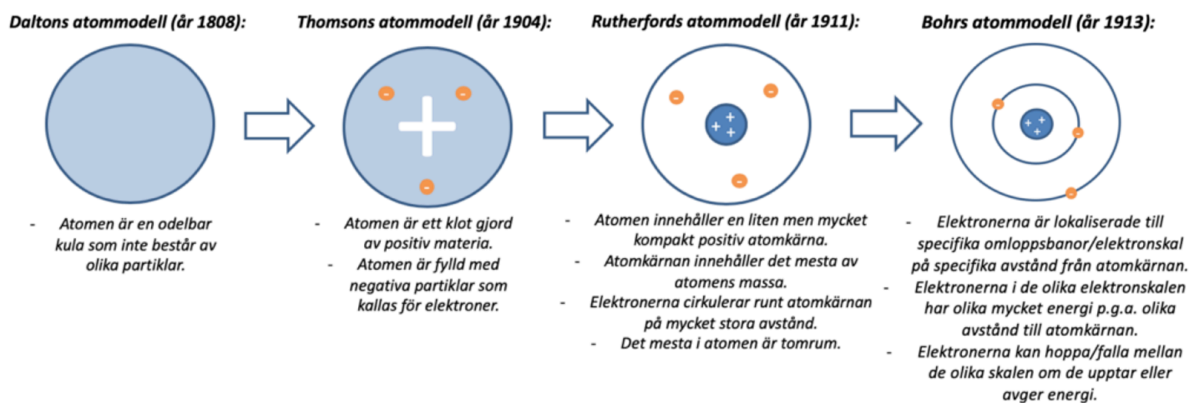 Daltons atommodell (år 1808):
-
Atomen är en odelbar
kula som inte består av
olika partiklar.
Thomsons atommodell (år 1904):
-
-
+
-
- Atomen är ett klot gjord
av positiv materia.
- Atomen är fylld med
negativa partiklar som
kallas för elektroner.
Rutherfords atommodell (år 1911):
-
-
+ + +
-
- Atomen innehåller en liten men mycket
kompakt positiv atomkärna.
- Atomkärnan innehåller det mesta av
atomens massa.
- Elektronerna cirkulerar runt atomkärnan
på mycket stora avstånd.
- Det mesta i atomen är tomrum.
Bohrs atommodell (år 1913):
-
+ + +
-
-
- Elektronerna är lokaliserade till
specifika omloppsbanor/elektronskal
på specifika avstånd från atomkärnan.
- Elektronerna i de olika elektronskalen
har olika mycket energi p.g.a. olika
avstånd till atomkärnan.
- Elektronerna kan hoppa/falla mellan
de olika skalen om de upptar eller
avger energi.